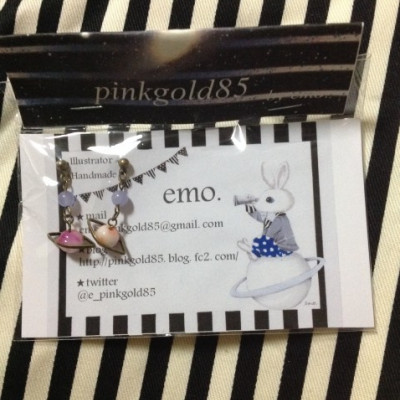 pinkgold85
Illustrator
Handmade
emo.
★mail
gold85@gmail. com
http://pinkgold85. blog. fc2. com/
★twitter
@e_pinkgold85